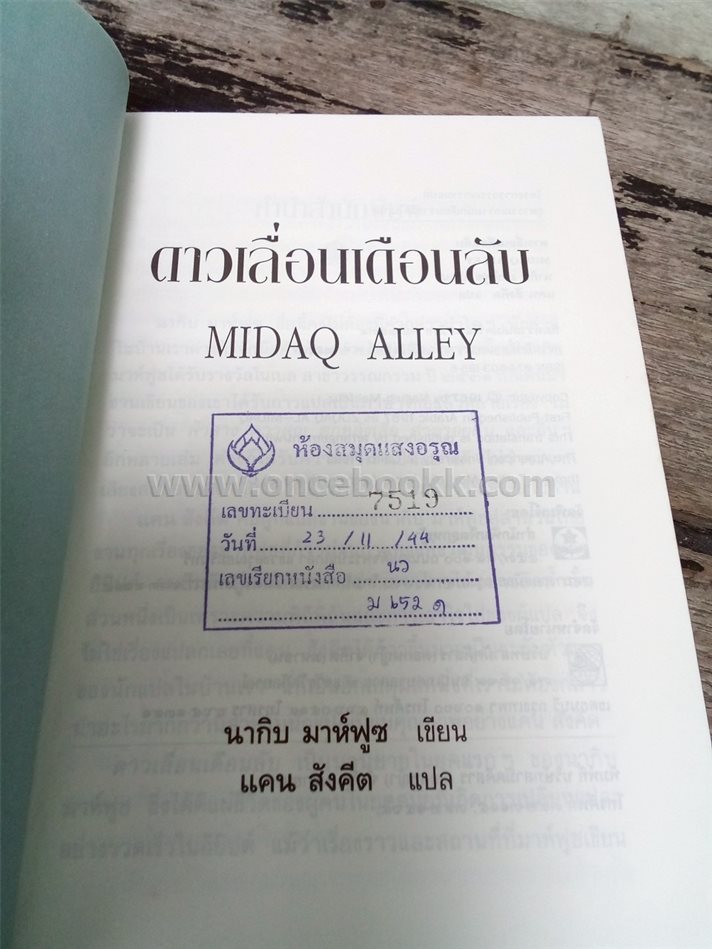 ดาวเลื่อนเดือนลับ
MIDAQ ALLEY
ห้องสมุดแสงอรุณ
www.oncebookk.com
เลขทะเบียน 7519
วันที่ 23 / 11 / 44
เลขเรียกหนังสือ นว
ม 652 ด
นากิบ มาห์ฟูซ เขียน
แคน สังคีต แปล